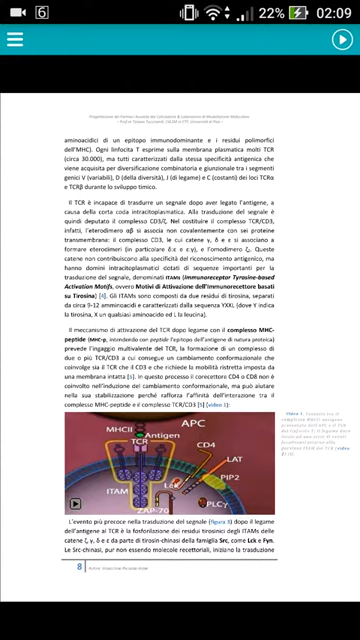 6 22% 02:09
aminoacidici di un epitopo immunodominante e i residui polimorfici
dell'MHC). Ogni linfocita T esprime sulla membrana plasmatica molti TCR
(circa 30.000), ma tutti caratterizzati dalla stessa specificità antigenica che
viene acquisita per diversificazione combinatoria e giunzionale tra i segmenti
genici V (variabili), D (della diversità), J (di legame) e C (costanti) dei loci TCRα
e TCRβ durante lo sviluppo timico.
Il TCR è incapace di trasdurre un segnale dopo aver legato l'antigene, a
causa della corta coda intracitoplasmatica. Alla trasduzione del segnale è
quindi deputato il complesso CD3/ζ. Nel costituire il complesso TCR/CD3,
infatti, l'eterodimero αβ si associa non covalentemente con sei proteine
transmembrane: il complesso CD3, le cui catene γ, δ e ε si associano a
formare eterodimeri (in particolare δ:ε e ε:γ), e l'omodimero ζζ. Queste
catene non contribuiscono alla specificità del riconoscimento antigenico, ma
hanno domini intracitoplasmatici dotati di sequenze importanti per la
trasduzione del segnale, denominati ITAMs (Immunoreceptor Tyrosine-based
Activation Motifs, ovvero Motivi di Attivazione dell'Immunorecettore basati
su Tirosina) [4]. Gli ITAMs sono composti da due residui di tirosina, separati
da circa 9-12 amminoacidi e caratterizzati dalla sequenza YXXL (dove Y indica
la tirosina, X un qualsiasi aminoacido ed L la leucina).
Il meccanismo di attivazione del TCR dopo legame con il complesso MHC-
peptide (MHC-p, intendendo con peptide l'epitopo dell'antigene di natura proteica)
prevede l'ingaggio multivalente del TCR, la formazione di un complesso di
due o più TCR/CD3 a cui consegue un cambiamento conformazionale che
coinvolge sia il TCR che il CD3 e che richiede la mobilità ristretta imposta da
una membrana intatta [5]. In questo processo il corecettore CD4 o CD8 non è
coinvolto nell'induzione del cambiamento conformazionale, ma può aiutare
nella sua stabilizzazione perché rafforza l'affinità dell'interazione tra il
complesso MHC-peptide e il complesso TCR/CD3 [5] (video 1):
MHCII APC
Antigen
TCR CD4
LAT
ITAM Lck PIP2
ZAP-70 PLCγ
L'evento più precoce nella trasduzione del segnale (figura 3) dopo il legame
dell'antigene al TCR è la fosforilazione dei residui tirosinici degli ITAMs delle
catene ζ, γ, δ e ε da parte di tirosin-chinasi della famiglia Src, come Lck e Fyn.
Le Src-chinasi, pur non essendo molecole recettoriali, iniziano la trasduzione
8